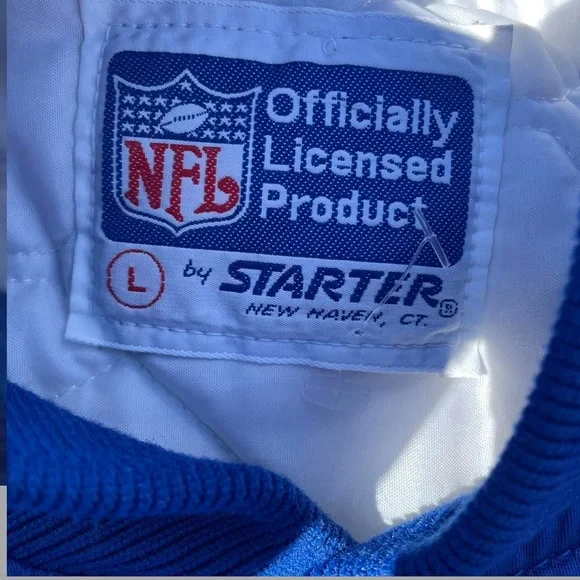 NFL
Officially
Licensed
Product
L
by STARTER®
NEW HAVEN, CT.